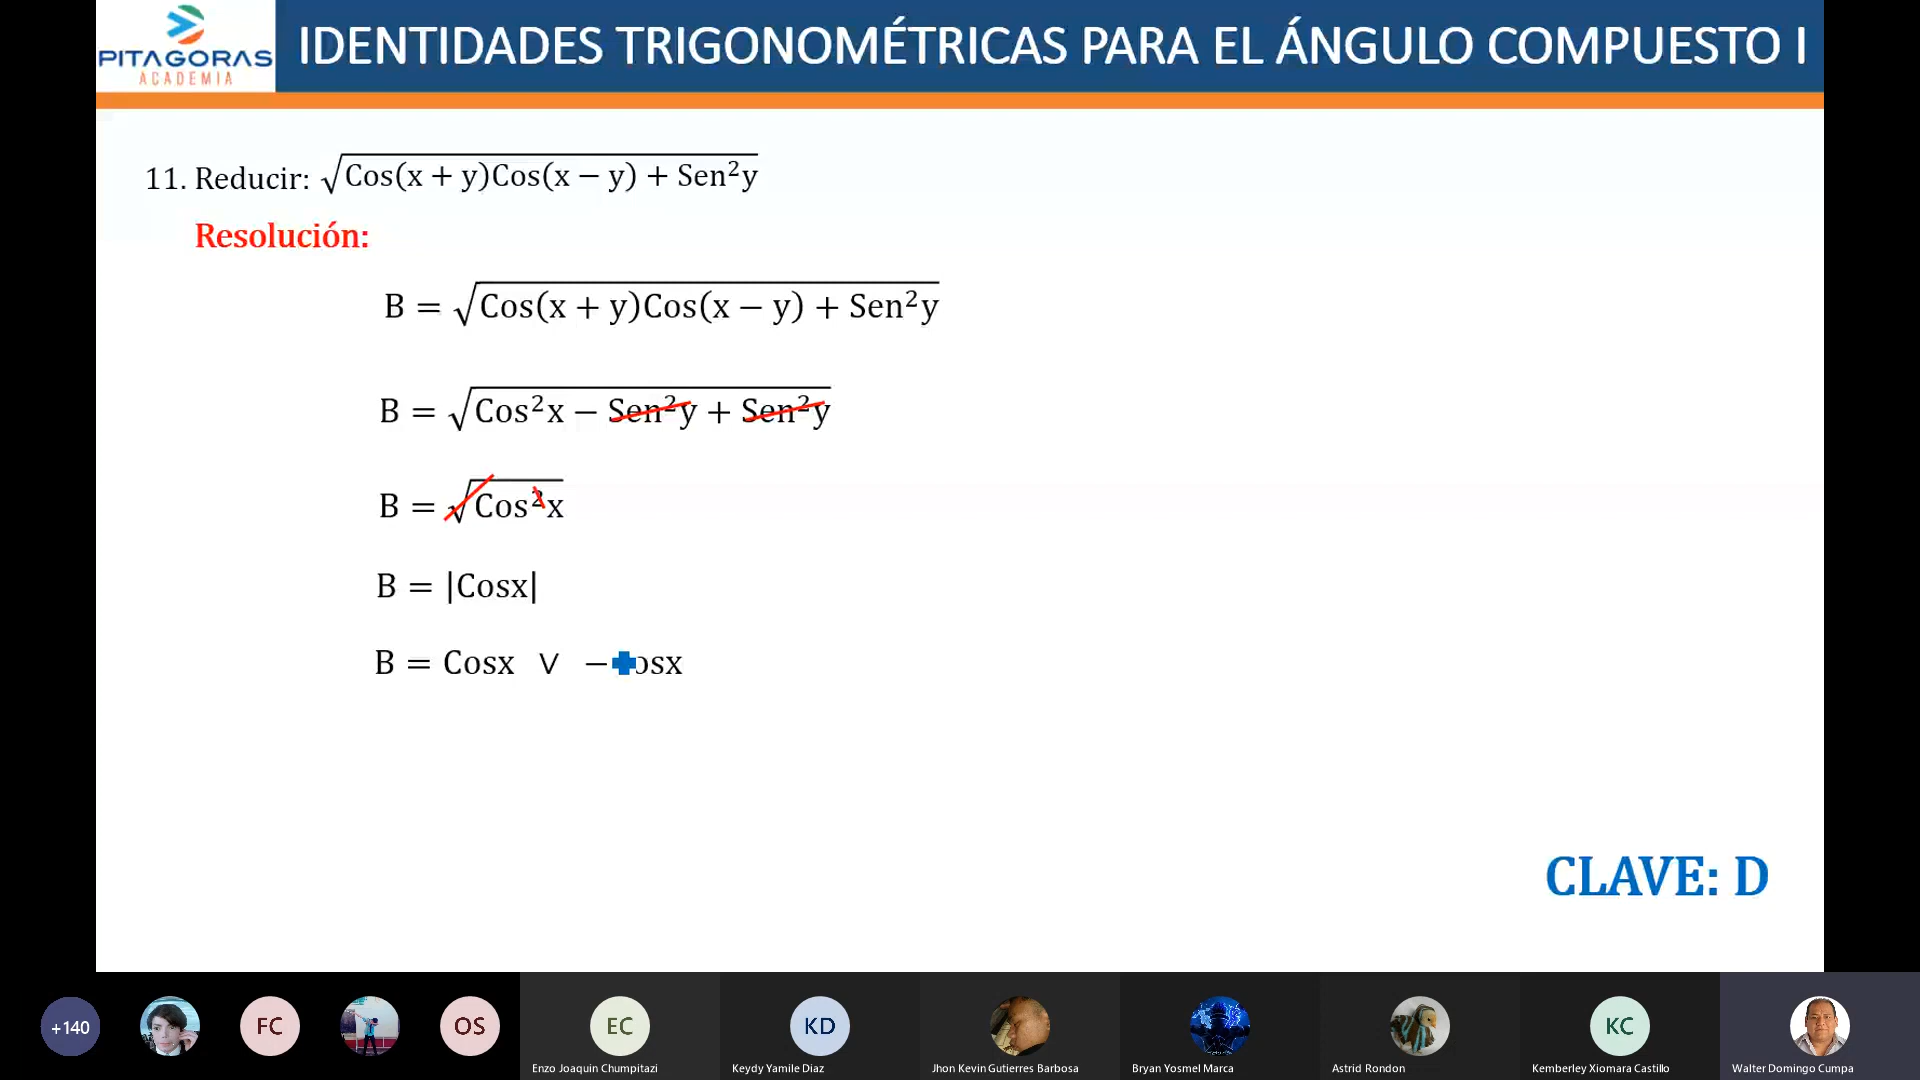 PITAGORAS
ACADEMIA
IDENTIDADES TRIGONOMÉTRICAS PARA EL ÁNGULO COMPUESTO I
11. Reducir: √Cos(x + y)Cos(x − y) + Sen²y
Resolución:
B = √Cos(x + y)Cos(x − y) + Sen²y
B = √Cos²x − Sen²y + Sen²y
B = √Cos²x
B = |Cosx|
B = Cosx ∨ −Cosx
CLAVE: D
+140
FC
OS
EC
KD
KC
Enzo Joaquin Chumpitazi
Keydy Yamile Diaz
Jhon Kevin Gutierres Barbosa
Bryan Yosmel Marca
Astrid Rondon
Kemberley Xiomara Castillo
Walter Domingo Cumpa